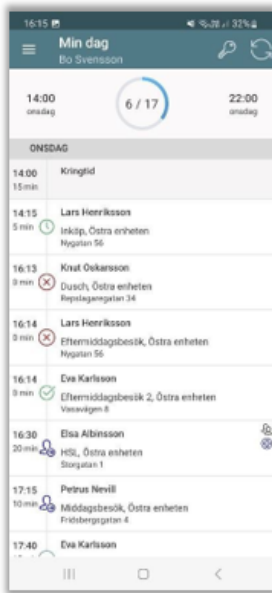 16:15
32%
Min dag
Bo Svensson
14:00
onsdag
6 / 17
22:00
onsdag
ONSDAG
14:00
15 min
Kringtid
14:15
5 min
Lars Henriksson
Inköp, Östra enheten
Nygatan 56
16:13
0 min
Knut Oskarsson
Dusch, Östra enheten
Repslagaregatan 34
16:14
0 min
Lars Henriksson
Eftermiddagsbesök, Östra enheten
Nygatan 56
16:14
0 min
Eva Karlsson
Eftermiddagsbesök 2, Östra enheten
Vasavägen 8
16:30
20 min
Elsa Albinsson
HSL, Östra enheten
Storgatan 1
17:15
10 min
Petrus Nevill
Middagsbesök, Östra enheten
Fridsbergsgatan 4
17:40
Eva Karlsson